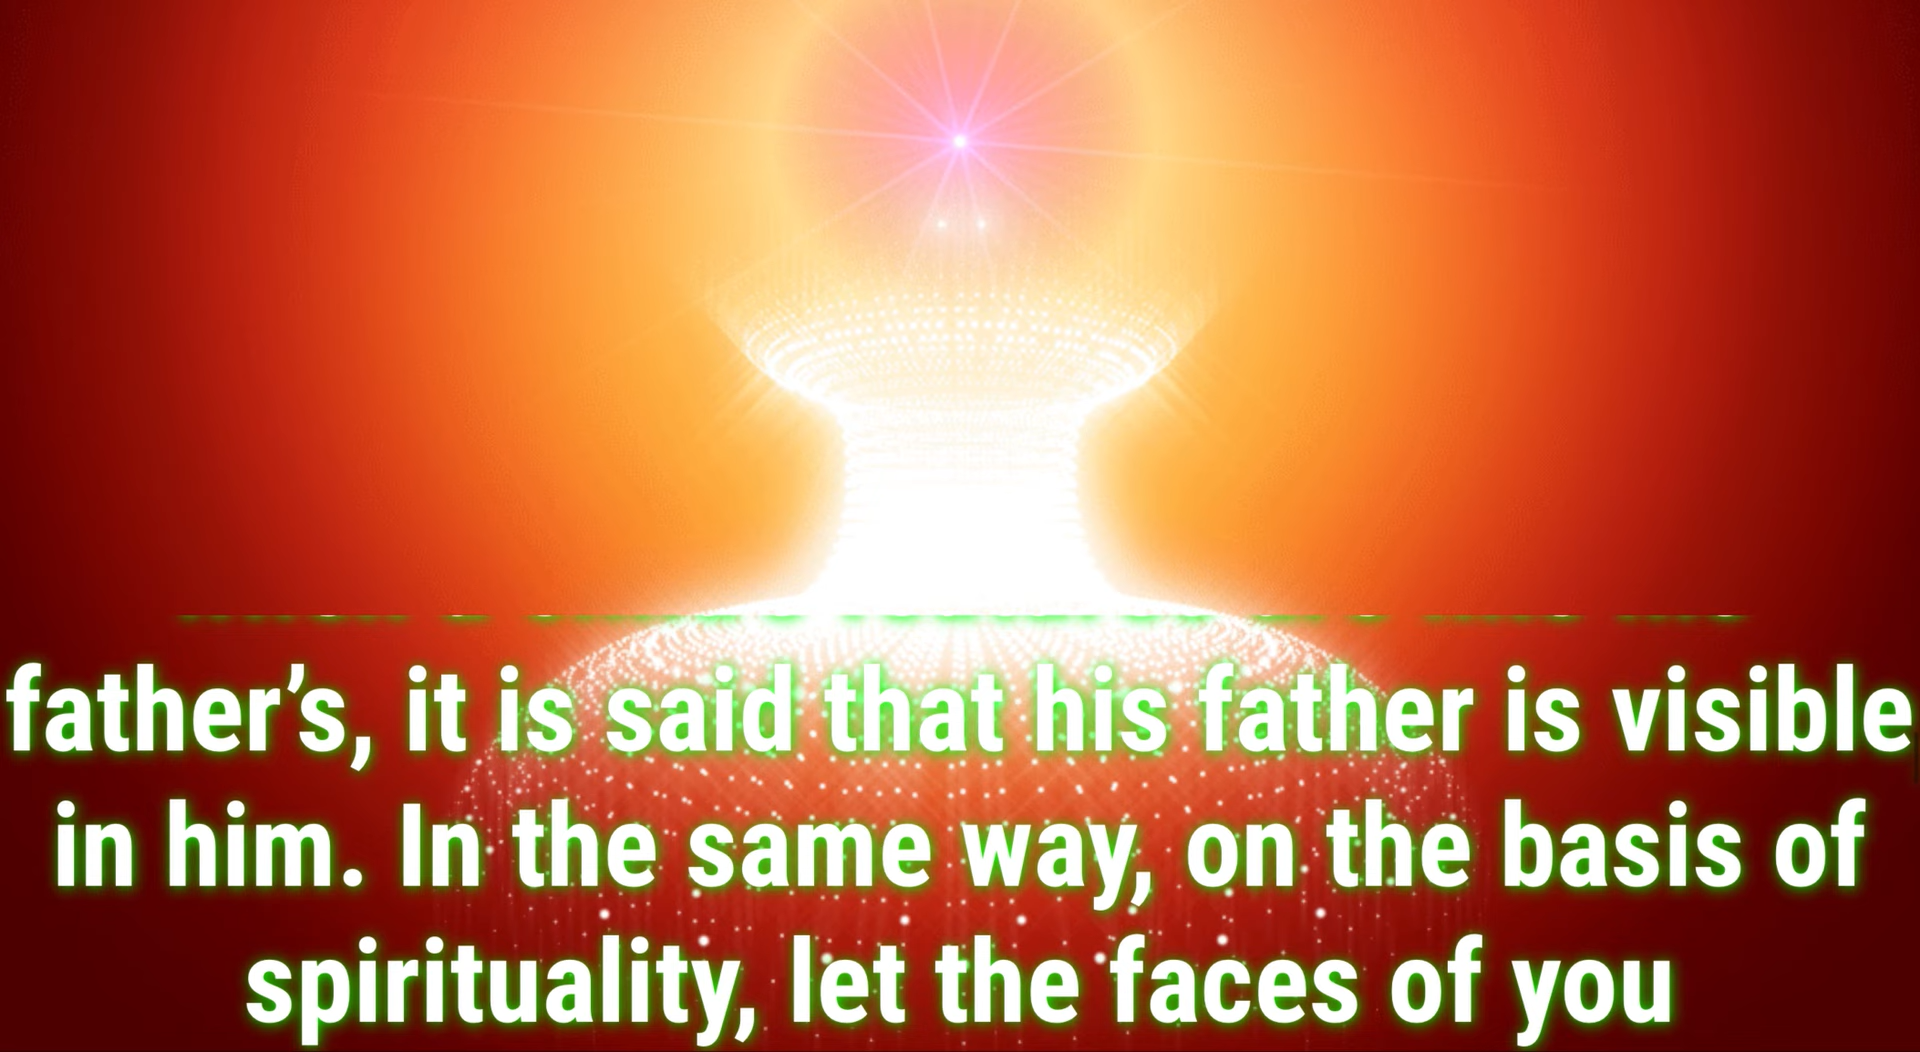 father’s, it is said that his father is visible
in him. In the same way, on the basis of
spirituality, let the faces of you